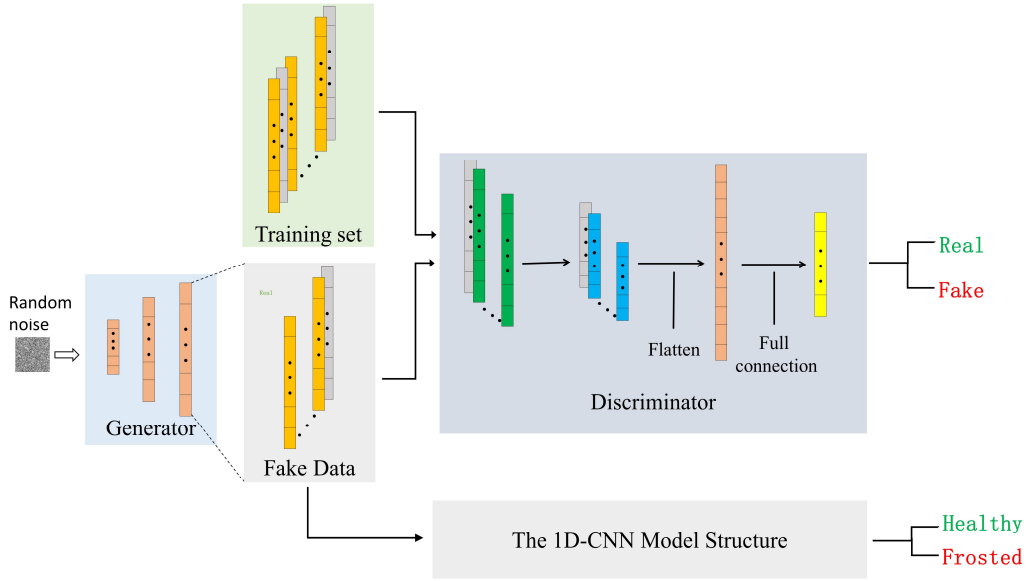 Training set
Random
noise
Generator
Real
Fake Data
Flatten
Full
connection
Discriminator
Real
Fake
The 1D-CNN Model Structure
Healthy
Frosted